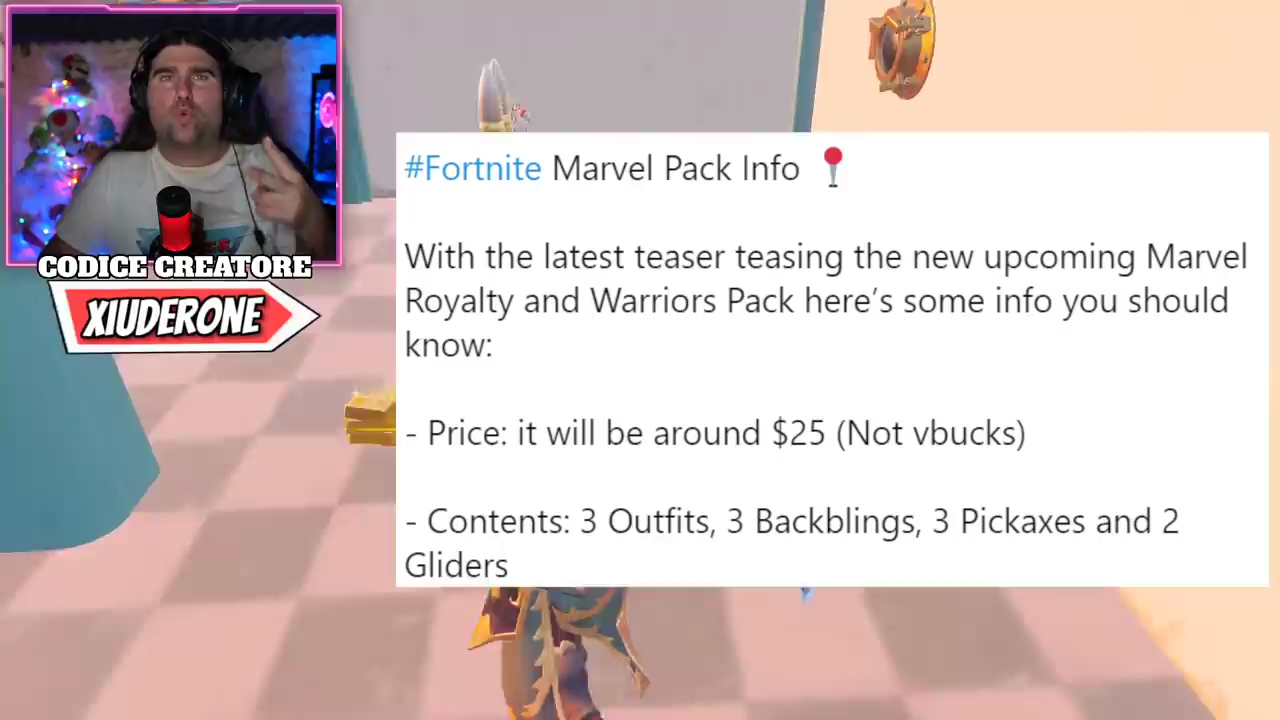 CODICE CREATORE
XIUDERONE
#Fortnite Marvel Pack Info 📍
With the latest teaser teasing the new upcoming Marvel
Royalty and Warriors Pack here’s some info you should
know:
- Price: it will be around $25 (Not vbucks)
- Contents: 3 Outfits, 3 Backblings, 3 Pickaxes and 2
Gliders